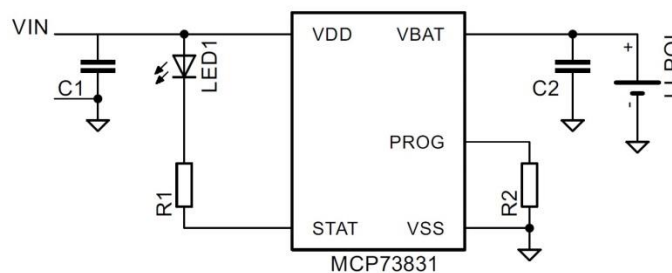 VIN
VDD
VBAT
LED1
C1
C2
+
-
PROG
R1
R2
STAT
VSS
MCP73831